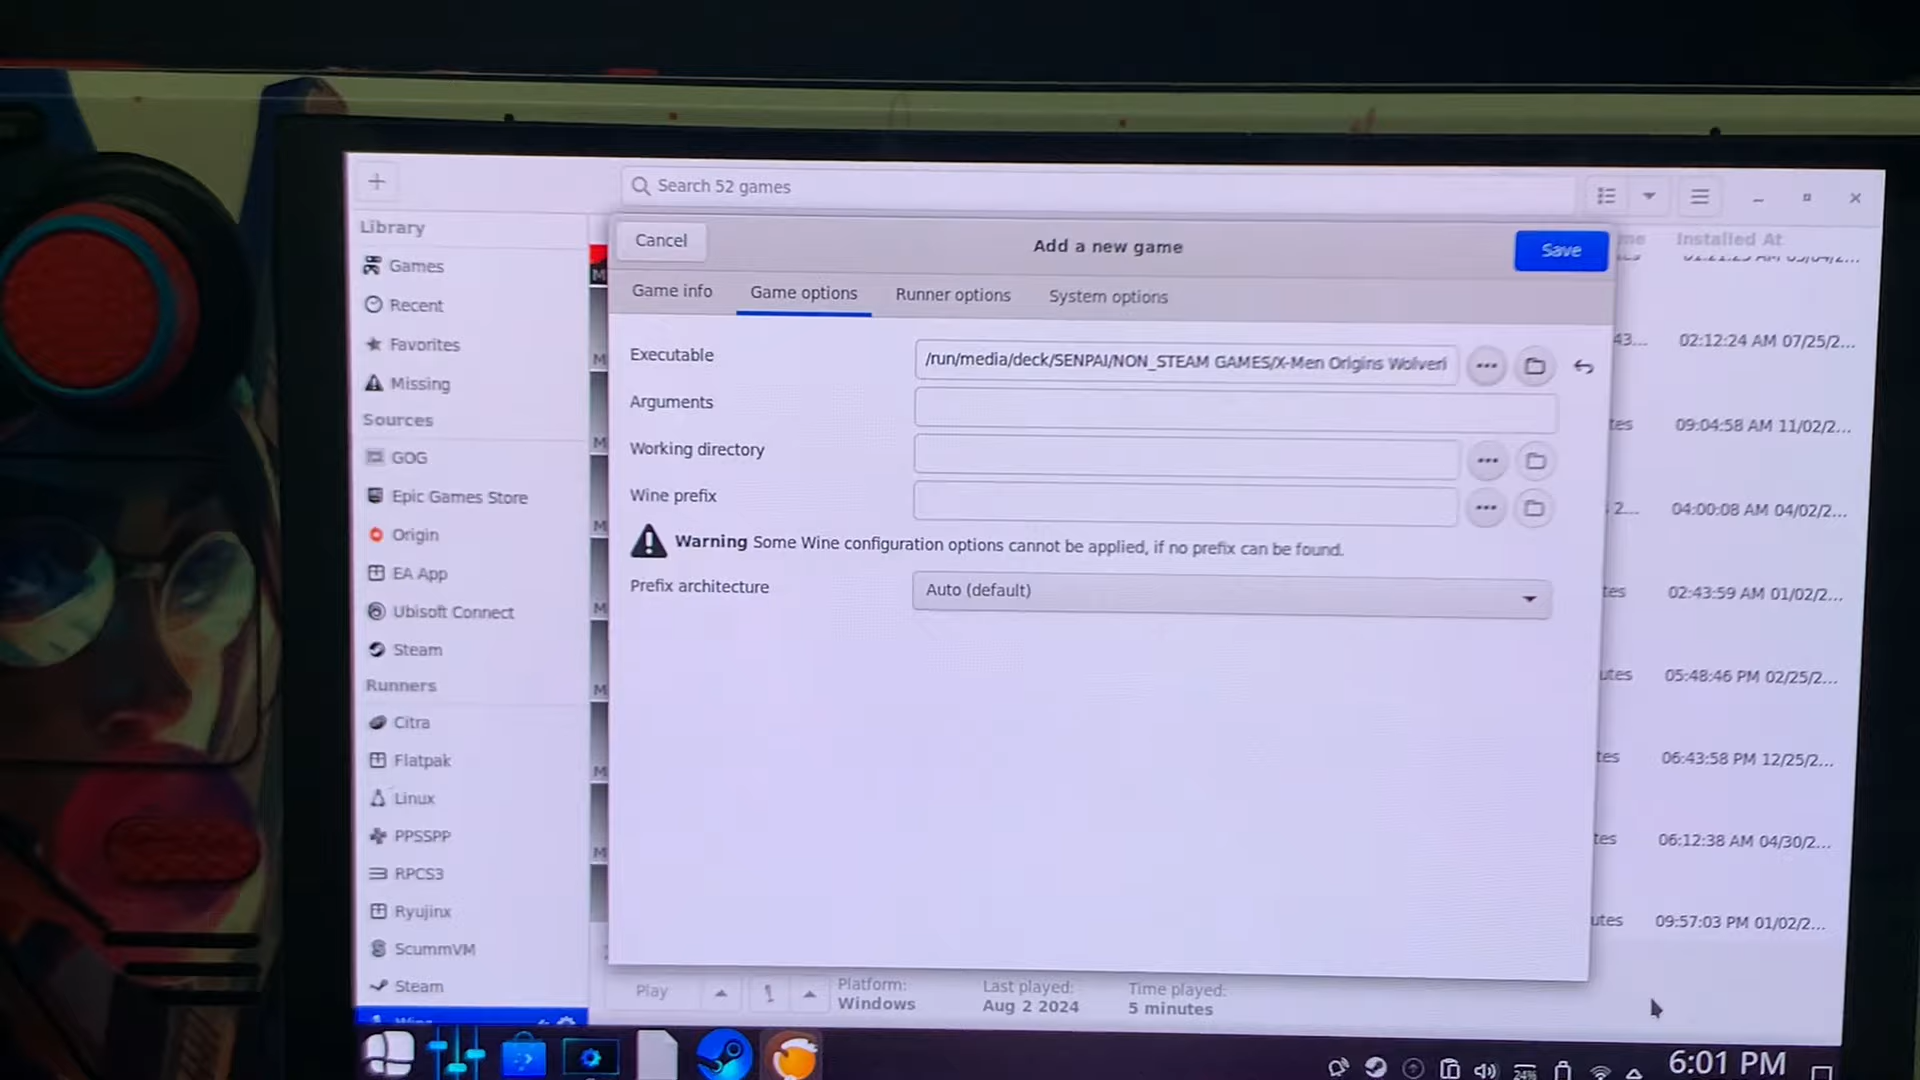 Search 52 games
Library
Games
Recent
Favorites
Missing
Sources
GOG
Epic Games Store
Origin
EA App
Ubisoft Connect
Steam
Runners
Citra
Flatpak
Linux
PPSSPP
RPCS3
Ryujinx
ScummVM
Steam
Cancel
Add a new game
Save
Game info
Game options
Runner options
System options
Executable
/run/media/deck/SENPAI/NON_STEAM GAMES/X-Men Origins Wolveri
Arguments
Working directory
Wine prefix
Warning Some Wine configuration options cannot be applied, if no prefix can be found.
Prefix architecture
Auto (default)
Installed At
02:12:24 AM 07/25/2...
09:04:58 AM 11/02/2...
04:00:08 AM 04/02/2...
02:43:59 AM 01/02/2...
05:48:46 PM 02/25/2...
06:43:58 PM 12/25/2...
06:12:38 AM 04/30/2...
09:57:03 PM 01/02/2...
Play
Platform:
Windows
Last played:
Aug 2 2024
Time played:
5 minutes
24%
6:01 PM